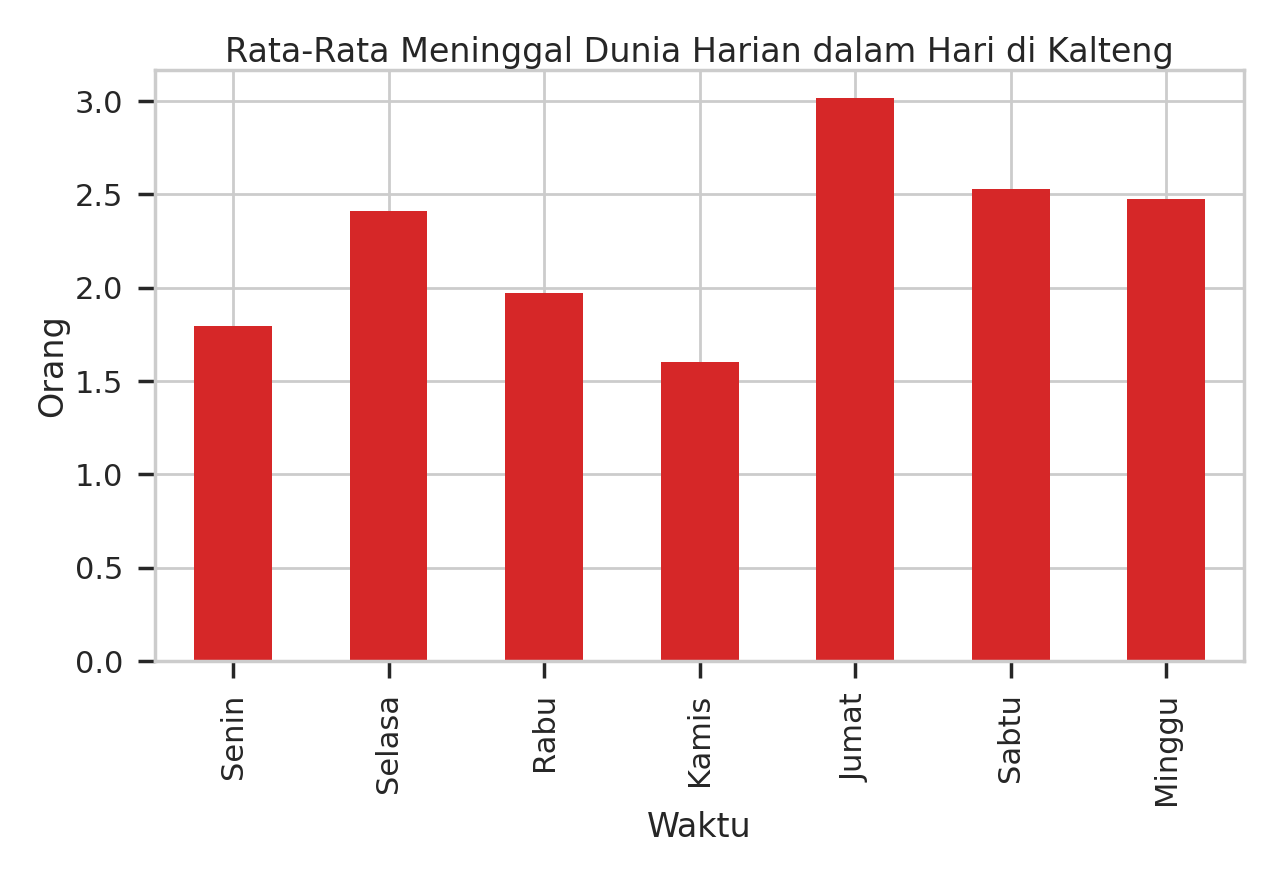 Rata-Rata Meninggal Dunia Harian dalam Hari di Kalteng
3.0
2.5
2.0
1.5
1.0
0.5
0.0
Orang
Senin
Selasa
Rabu
Kamis
Jumat
Sabtu
Minggu
Waktu